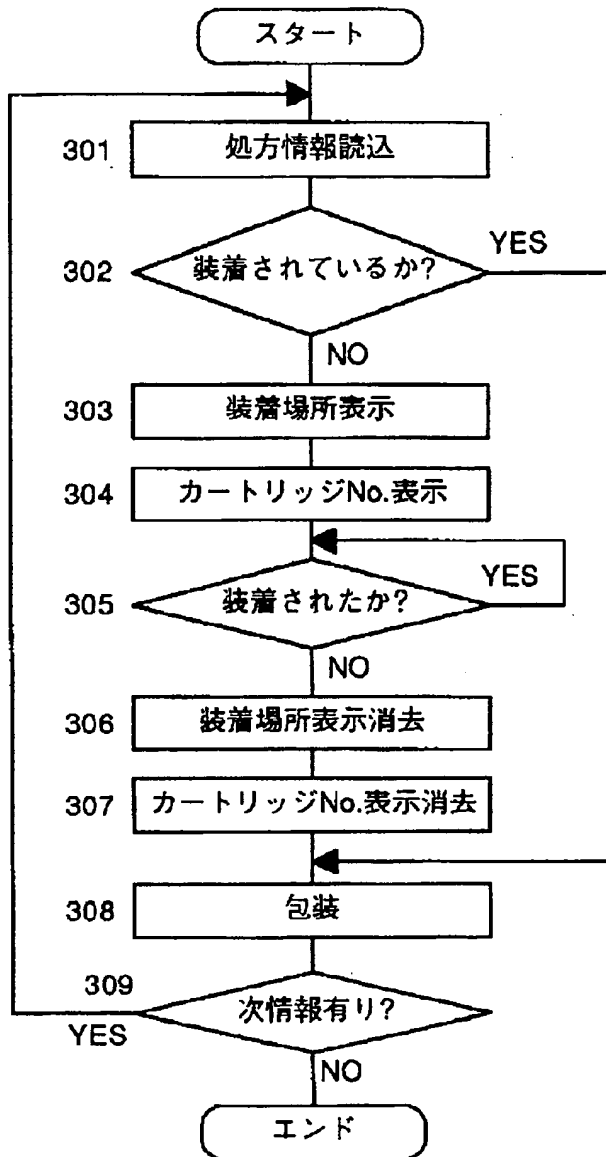 スタート
301 処方情報読込
302 装着されているか? YES
NO
303 装着場所表示
304 カートリッジNo.表示
305 装着されたか? YES
NO
306 装着場所表示消去
307 カートリッジNo.表示消去
308 包装
309 次情報有り?
YES
NO
エンド